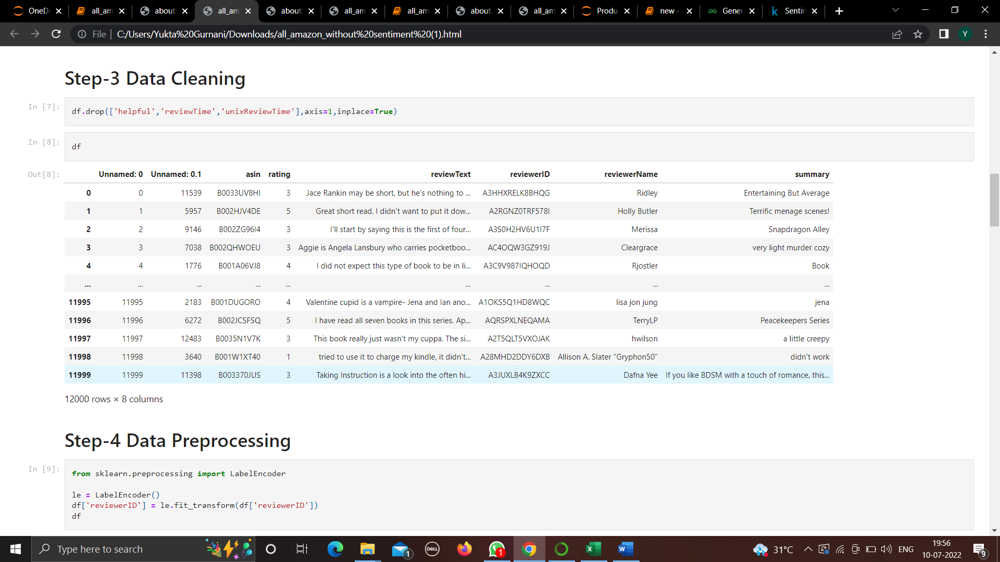 OneDr
all_am
about:
all_am
about:
all_am
all_am
about:
all_am
Produ
new -
Gener
Sentin
File
C:/Users/Yukta%20Gurnani/Downloads/all_amazon_without%20sentiment%20(1).html
Y
Step-3 Data Cleaning
In [7]: df.drop(['helpful','reviewTime','unixReviewTime'],axis=1,inplace=True)
In [8]: df
Out[8]: Unnamed: 0 Unnamed: 0.1 asin rating reviewText reviewerID reviewerName summary
0 0 11539 B0033UV8HI 3 Jace Rankin may be short, but he's nothing to ... A3HHXRELK8BHQG Ridley Entertaining But Average
1 1 5957 B002HJV4DE 5 Great short read. I didn't want to put it dow... A2RGNZ0TRF578I Holly Butler Terrific menage scenes!
2 2 9146 B002ZG96I4 3 I'll start by saying this is the first of four... A3S0H2HV6U1I7F Merissa Snapdragon Alley
3 3 7038 B002QHWOEU 3 Aggie is Angela Lansbury who carries pocketboo... AC4OQW3GZ919J Cleargrace very light murder cozy
4 4 1776 B001A06VJ8 4 I did not expect this type of book to be in li... A3C9V987IQHOQD Rjostler Book
... ... ... ... ... ... ... ... ...
11995 11995 2183 B001DUGORO 4 Valentine cupid is a vampire- Jena and Ian ano... A1OKS5Q1HD8WQC lisa jon jung jena
11996 11996 6272 B002JCSFSQ 5 I have read all seven books in this series. Ap... AQRSPXLNEQAMA TerryLP Peacekeepers Series
11997 11997 12483 B0035N1V7K 3 This book really just wasn't my cuppa. The si... A2T5QLT5VXOJAK hwilson a little creepy
11998 11998 3640 B001W1XT40 1 tried to use it to charge my kindle, it didn't... A28MHD2DDY6DXB Allison A. Slater "Gryphon50" didn't work
11999 11999 11398 B003370JUS 3 Taking Instruction is a look into the often hi... A3JUXLB4K9ZXCC Dafna Yee If you like BDSM with a touch of romance, this...
12000 rows × 8 columns
Step-4 Data Preprocessing
In [9]: from sklearn.preprocessing import LabelEncoder
le = LabelEncoder()
df['reviewerID'] = le.fit_transform(df['reviewerID'])
df
Type here to search
1
DELL
1
31°C
ENG
19:56
10-07-2022
9